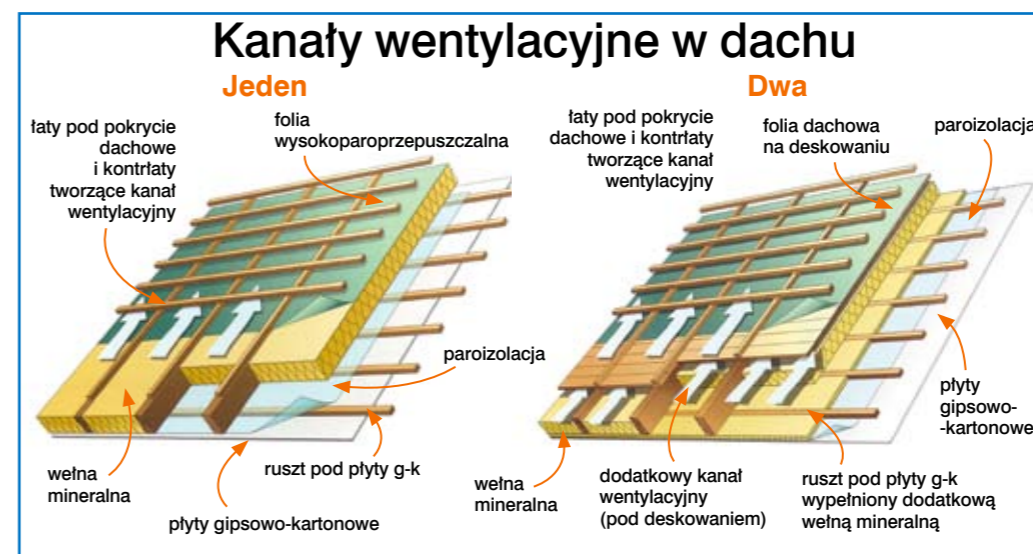 Kanały wentylacyjne w dachu
Jeden
łaty pod pokrycie
dachowe
i kontrłaty
tworzące kanał
wentylacyjny
folia
wysokoparoprzepuszczalna
paroizolacja
wełna
mineralna
ruszt pod płyty g-k
płyty gipsowo-kartonowe
Dwa
łaty pod pokrycie
dachowe i kontrłaty
tworzące kanał
wentylacyjny
folia dachowa
na deskowaniu
paroizolacja
płyty
gipsowo-
-kartonowe
wełna
mineralna
dodatkowy kanał
wentylacyjny
(pod deskowaniem)
ruszt pod płyty g-k
wypełniony dodatkową
wełną mineralną